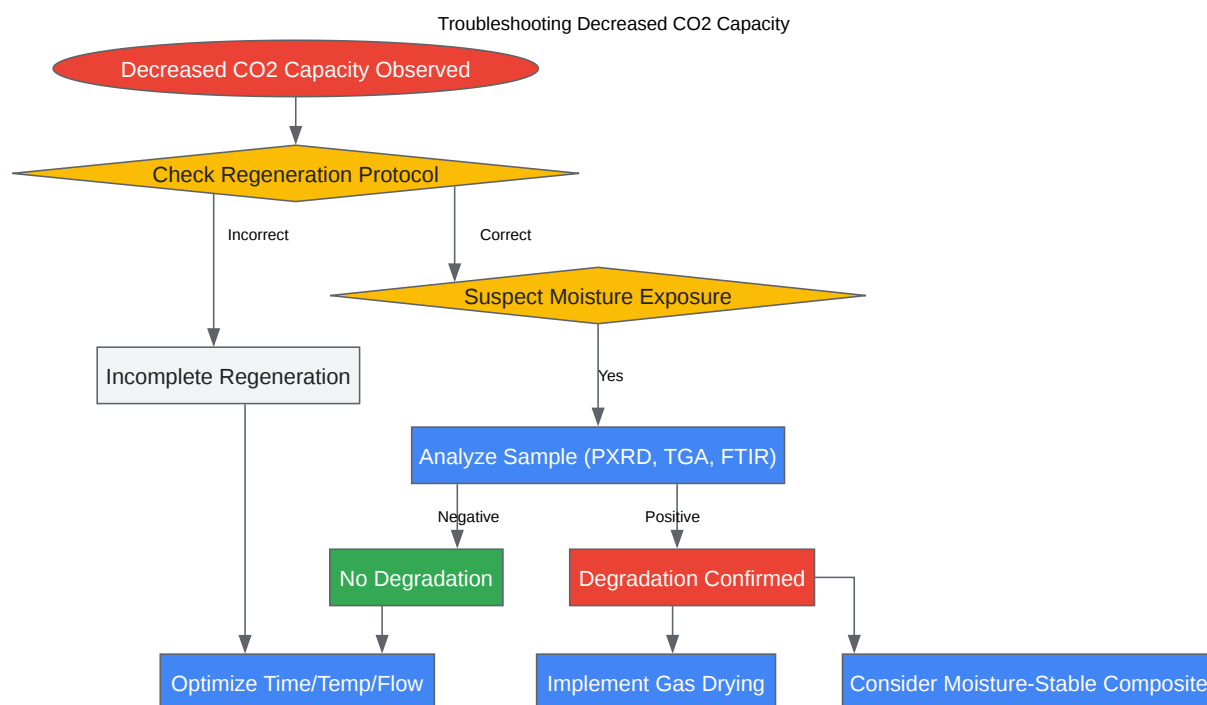 Troubleshooting Decreased CO2 Capacity
Decreased CO2 Capacity Observed
Check Regeneration Protocol
Incorrect
Correct
Suspect Moisture Exposure
Incomplete Regeneration
Yes
Analyze Sample (PXRD, TGA, FTIR)
Negative
Positive
No Degradation
Degradation Confirmed
Optimize Time/Temp/Flow
Implement Gas Drying
Consider Moisture-Stable Composite